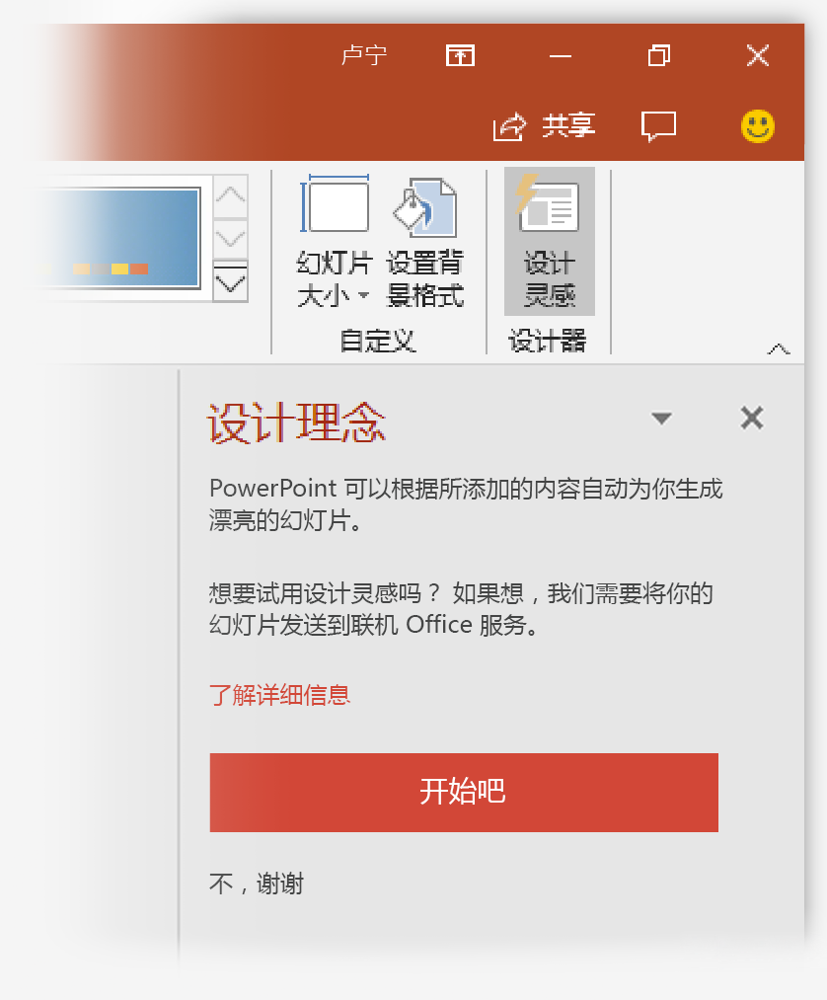 卢宁
共享
幻灯片 设置背 设计
大小 景格式 灵感
自定义 设计器
设计理念
PowerPoint 可以根据所添加的内容自动为你生成
漂亮的幻灯片。
想要试用设计灵感吗？ 如果想，我们需要将你的
幻灯片发送到联机 Office 服务。
了解详细信息
开始吧
不，谢谢